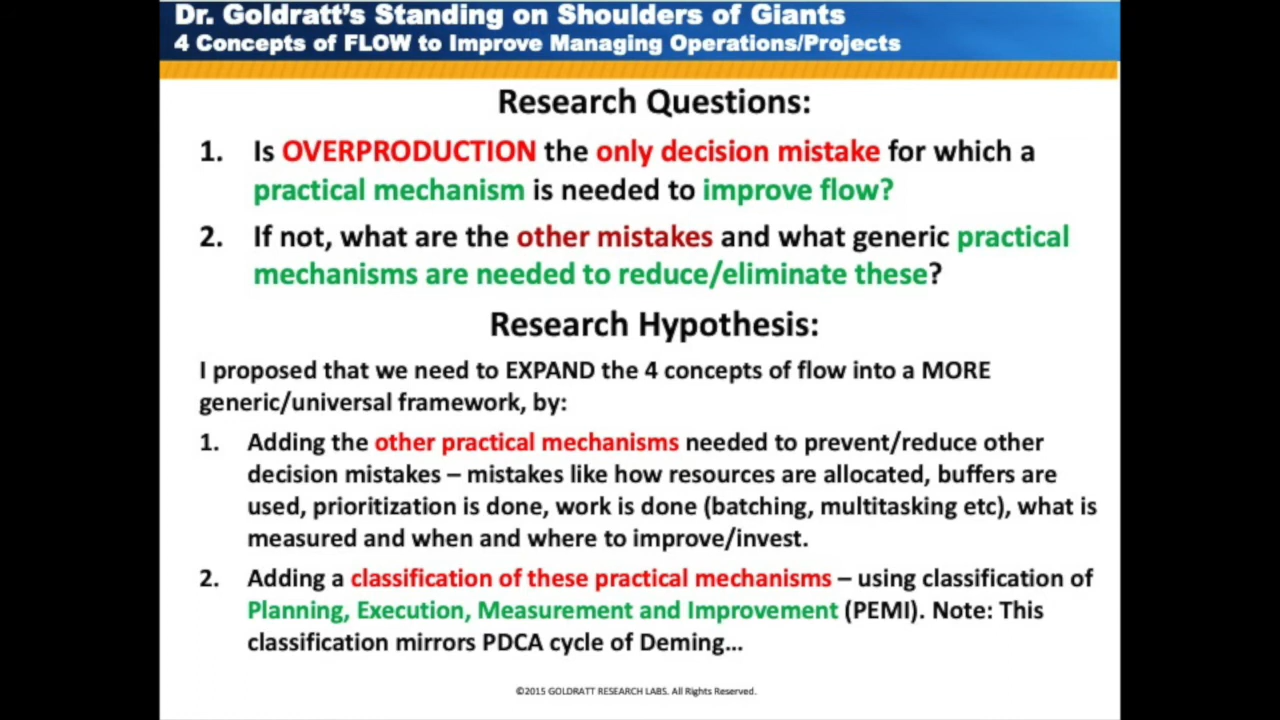 Dr. Goldratt's Standing on Shoulders of Giants
4 Concepts of FLOW to Improve Managing Operations/Projects
Research Questions:
1. Is OVERPRODUCTION the only decision mistake for which a
practical mechanism is needed to improve flow?
2. If not, what are the other mistakes and what generic practical
mechanisms are needed to reduce/eliminate these?
Research Hypothesis:
I proposed that we need to EXPAND the 4 concepts of flow into a MORE
generic/universal framework, by:
1. Adding the other practical mechanisms needed to prevent/reduce other
decision mistakes – mistakes like how resources are allocated, buffers are
used, prioritization is done, work is done (batching, multitasking etc), what is
measured and when and where to improve/invest.
2. Adding a classification of these practical mechanisms – using classification of
Planning, Execution, Measurement and Improvement (PEMI). Note: This
classification mirrors PDCA cycle of Deming…
©2015 GOLDRATT RESEARCH LABS. All Rights Reserved.